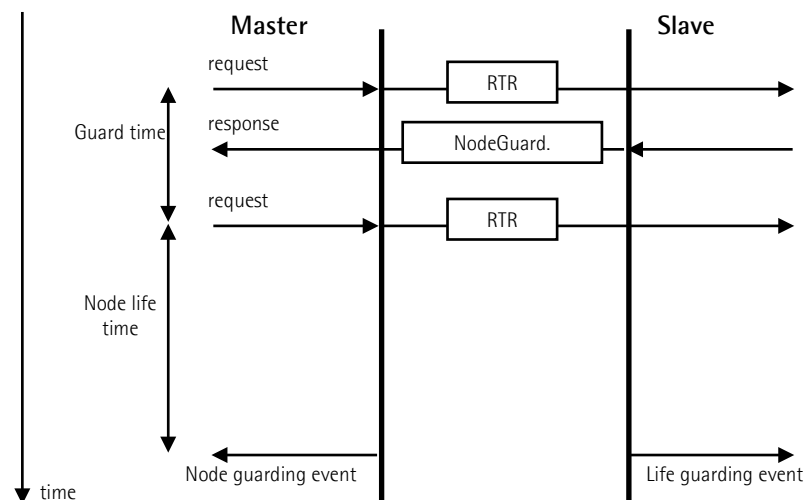 Master
Slave
request
RTR
Guard time
response
NodeGuard.
request
RTR
Node life
time
Node guarding event
Life guarding event
time